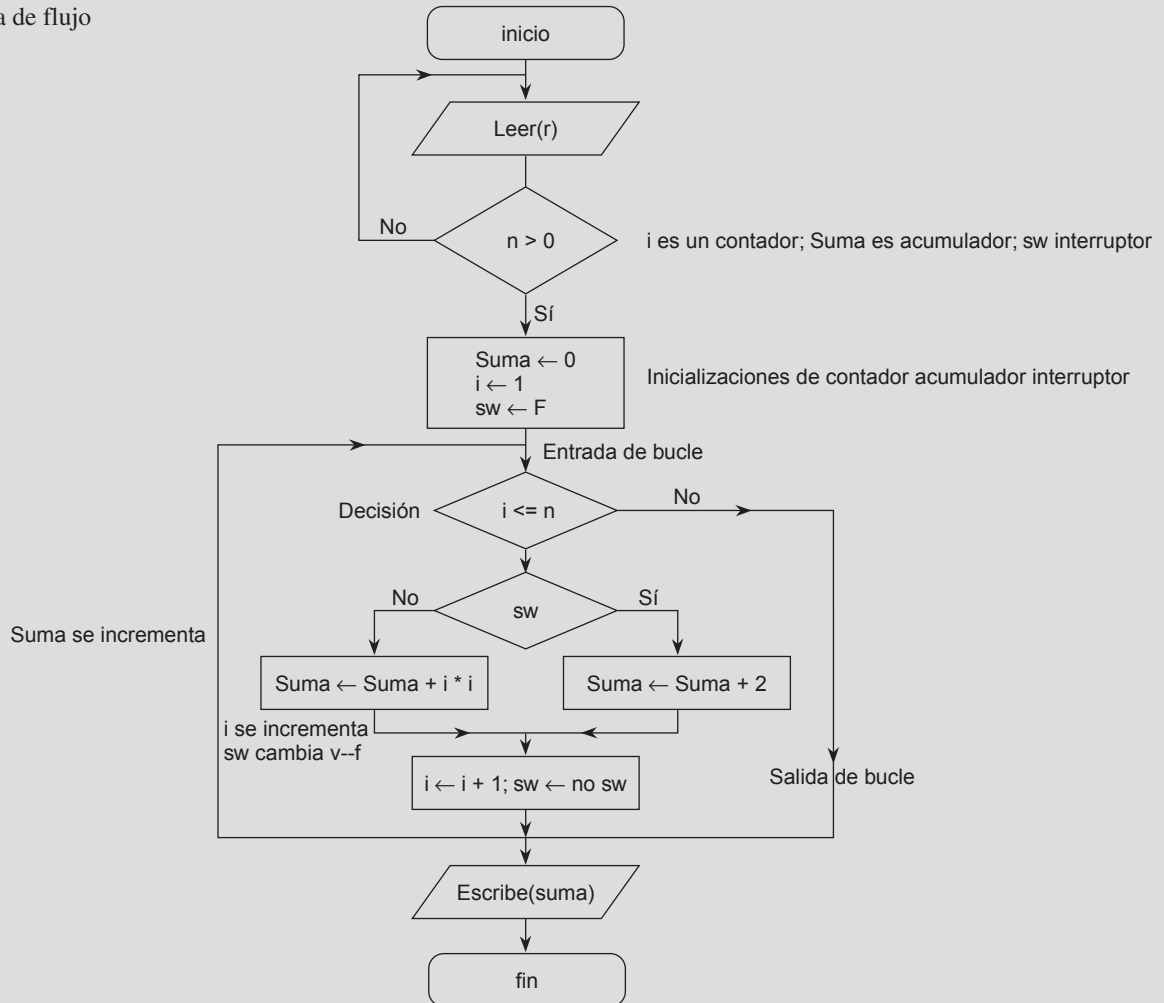 a de flujo
inicio
Leer(r)
No
n > 0
i es un contador; Suma es acumulador; sw interruptor
Sí
Suma ← 0
i ← 1
sw ← F
Inicializaciones de contador acumulador interruptor
Entrada de bucle
Decisión
i <= n
No
No
sw
Sí
Suma se incrementa
Suma ← Suma + i * i
Suma ← Suma + 2
i se incrementa
sw cambia v--f
i ← i + 1; sw ← no sw
Salida de bucle
Escribe(suma)
fin